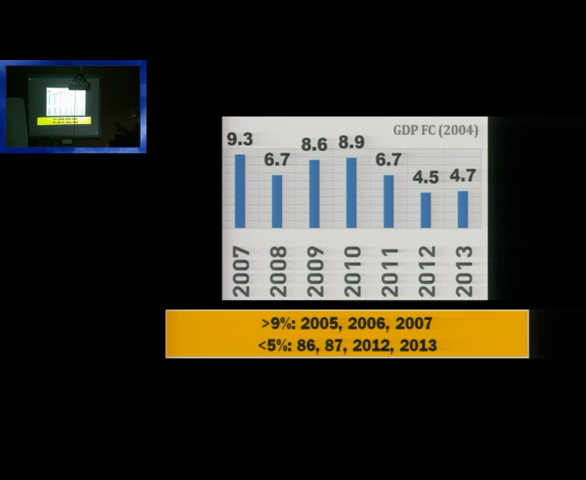 GDP FC (2004)
9.3 6.7 8.6 8.9 6.7 4.5 4.7
2007 2008 2009 2010 2011 2012 2013
>9%: 2005, 2006, 2007
<5%: 86, 87, 2012, 2013